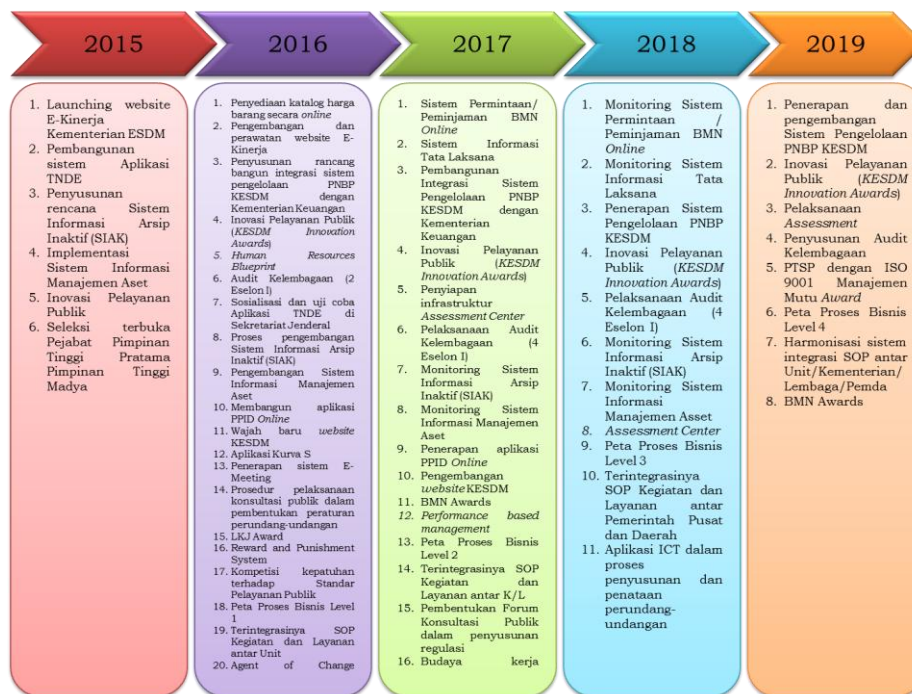 2015
1. Launching website
E-Kinerja
Kementerian ESDM
2. Pembangunan
sistem Aplikasi
TNDE
3. Penyusunan
rencana Sistem
Informasi Arsip
Inaktif (SIAK)
4. Implementasi
Sistem Informasi
Manajemen Aset
5. Inovasi Pelayanan
Publik
6. Seleksi terbuka
Pejabat Pimpinan
Tinggi Pratama
Pimpinan Tinggi
Madya
2016
1. Penyediaan katalog harga
barang secara online
2. Pengembangan dan
perawatan website E-
Kinerja
3. Penyusunan rancang
bangun integrasi sistem
pengelolaan PNBP
KESDM dengan
Kementerian Keuangan
4. Inovasi Pelayanan Publik
(KESDM Innovation
Awards)
5. Human Resources
Blueprint
6. Audit Kelembagaan (2
Eselon I)
7. Sosialisasi dan uji coba
Aplikasi TNDE di
Sekretariat Jenderal
8. Proses pengembangan
Sistem Informasi Arsip
Inaktif (SIAK)
9. Pengembangan Sistem
Informasi Manajemen
Aset
10. Membangun aplikasi
PPID Online
11. Wajah baru website
KESDM
12. Aplikasi Kurva S
13. Penerapan sistem E-
Meeting
14. Prosedur pelaksanaan
konsultasi publik dalam
pembentukan peraturan
perundang-undangan
15. LKJ Award
16. Reward and Punishment
System
17. Kompetisi kepatuhan
terhadap Standar
Pelayanan Publik
18. Peta Proses Bisnis Level
1
19. Terintegrasinya SOP
Kegiatan dan Layanan
antar Unit
20. Agent of Change
2017
1. Sistem Permintaan/
Peminjaman BMN
Online
2. Sistem Informasi
Tata Laksana
3. Pembangunan
Integrasi Sistem
Pengelolaan PNBP
KESDM dengan
Kementerian
Keuangan
4. Inovasi Pelayanan
Publik (KESDM
Innovation Awards)
5. Penyiapan
infrastruktur
Assessment Center
6. Pelaksanaan Audit
Kelembagaan (4
Eselon I)
7. Monitoring Sistem
Informasi Arsip
Inaktif (SIAK)
8. Monitoring Sistem
Informasi Manajemen
Aset
9. Penerapan aplikasi
PPID Online
10. Pengembangan
website KESDM
11. BMN Awards
12. Performance based
management
13. Peta Proses Bisnis
Level 2
14. Terintegrasinya SOP
Kegiatan dan
Layanan antar K/L
15. Pembentukan Forum
Konsultasi Publik
dalam penyusunan
regulasi
16. Budaya kerja
2018
1. Monitoring Sistem
Permintaan /
Peminjaman BMN
Online
2. Monitoring Sistem
Informasi Tata
Laksana
3. Penerapan Sistem
Pengelolaan PNBP
KESDM
4. Inovasi Pelayanan
Publik (KESDM
Innovation Awards)
5. Pelaksanaan Audit
Kelembagaan (4
Eselon I)
6. Monitoring Sistem
Informasi Arsip
Inaktif (SIAK)
7. Monitoring Sistem
Informasi
Manajemen Asset
8. Assessment Center
9. Peta Proses Bisnis
Level 3
10. Terintegrasinya
SOP Kegiatan dan
Layanan antar
Pemerintah Pusat
dan Daerah
11. Aplikasi ICT dalam
proses
penyusunan dan
penataan
perundang-
undangan
2019
1. Penerapan dan
pengembangan
Sistem Pengelolaan
PNBP KESDM
2. Inovasi Pelayanan
Publik (KESDM
Innovation Awards)
3. Pelaksanaan
Assessment
4. Penyusunan Audit
Kelembagaan
5. PTSP dengan ISO
9001 Manajemen
Mutu Award
6. Peta Proses Bisnis
Level 4
7. Harmonisasi sistem
integrasi SOP antar
Unit/Kementerian/
Lembaga/Pemda
8. BMN Awards